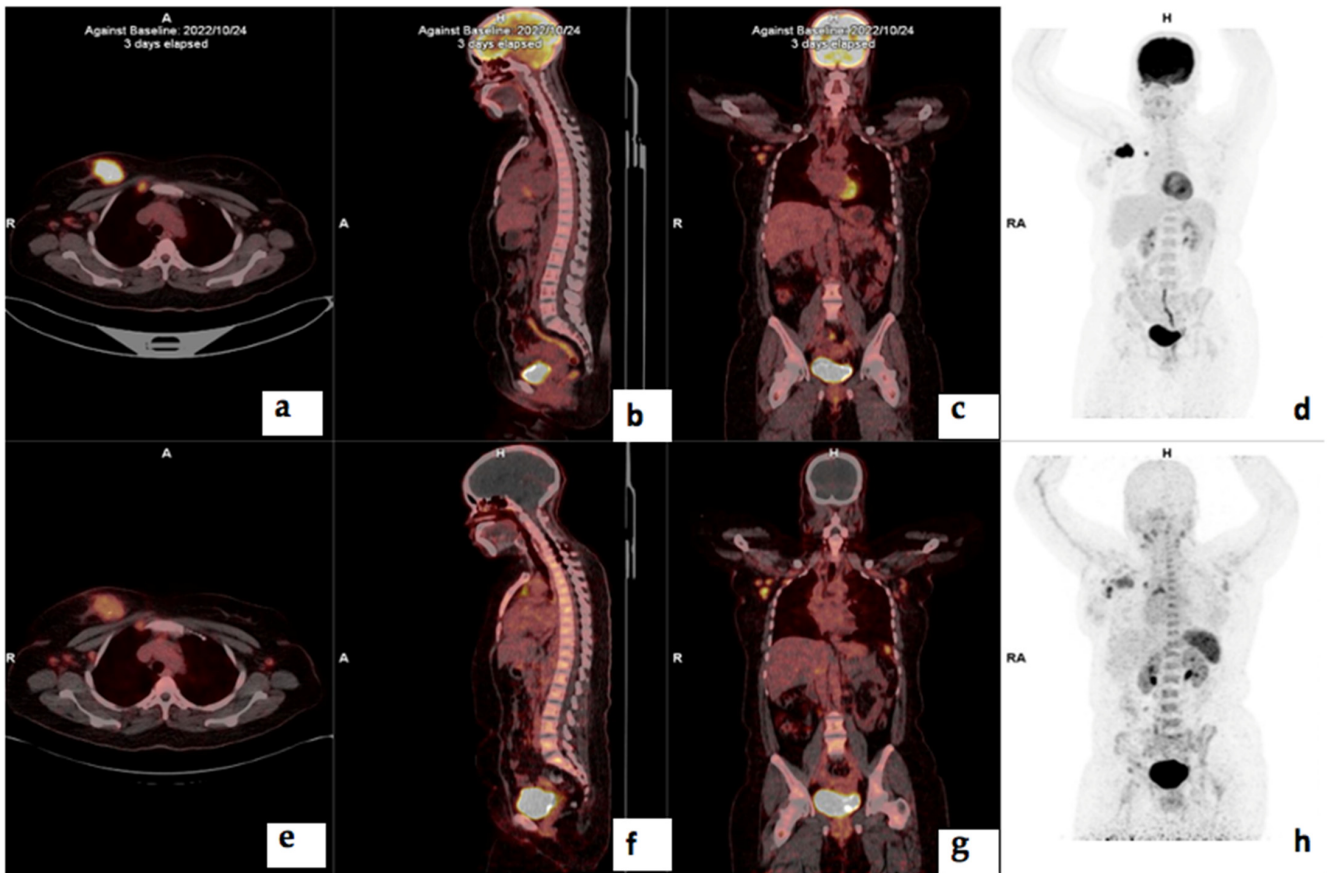 A
Against Baseline: 2022/10/24
3 days elapsed
R
a
H
Against Baseline: 2022/10/24
3 days elapsed
A
b
H
Against Baseline: 2022/10/24
3 days elapsed
R
c
H
RA
d
A
R
e
H
A
f
H
R
g
H
RA
h